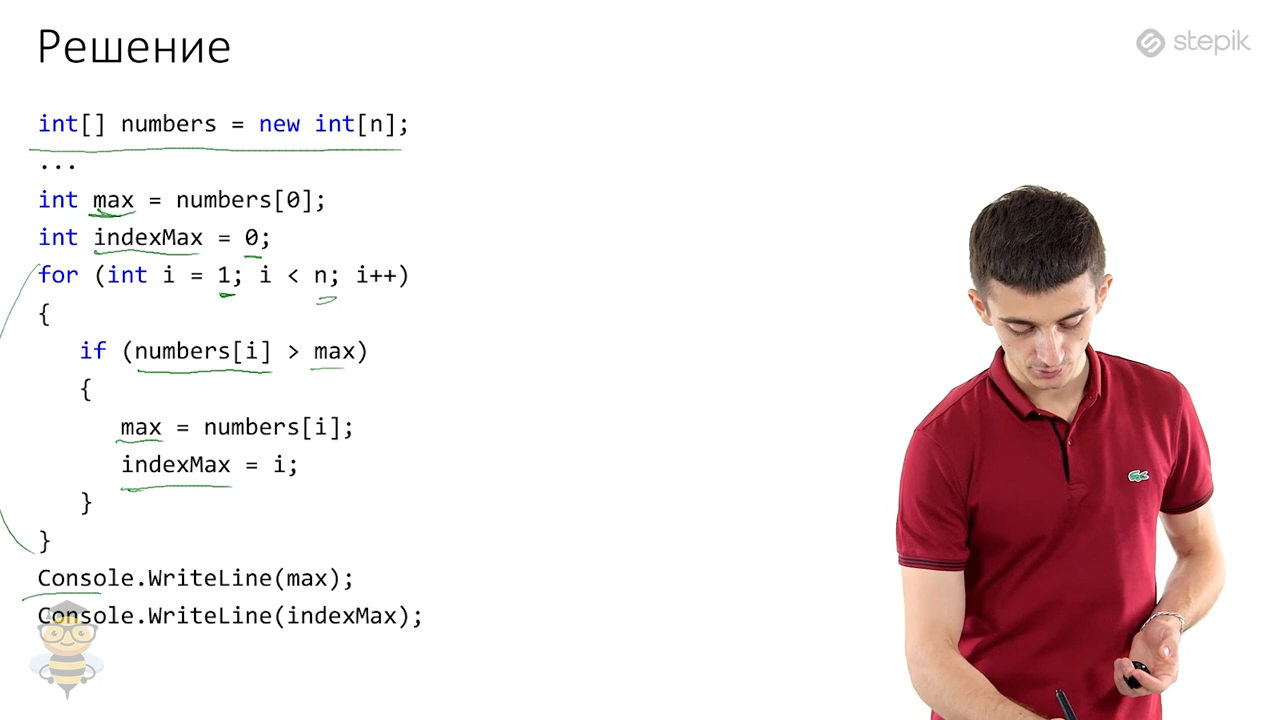 Решение
stepik
int[] numbers = new int[n];
...
int max = numbers[0];
int indexMax = 0;
for (int i = 1; i < n; i++)
{
if (numbers[i] > max)
{
max = numbers[i];
indexMax = i;
}
}
Console.WriteLine(max);
Console.WriteLine(indexMax);